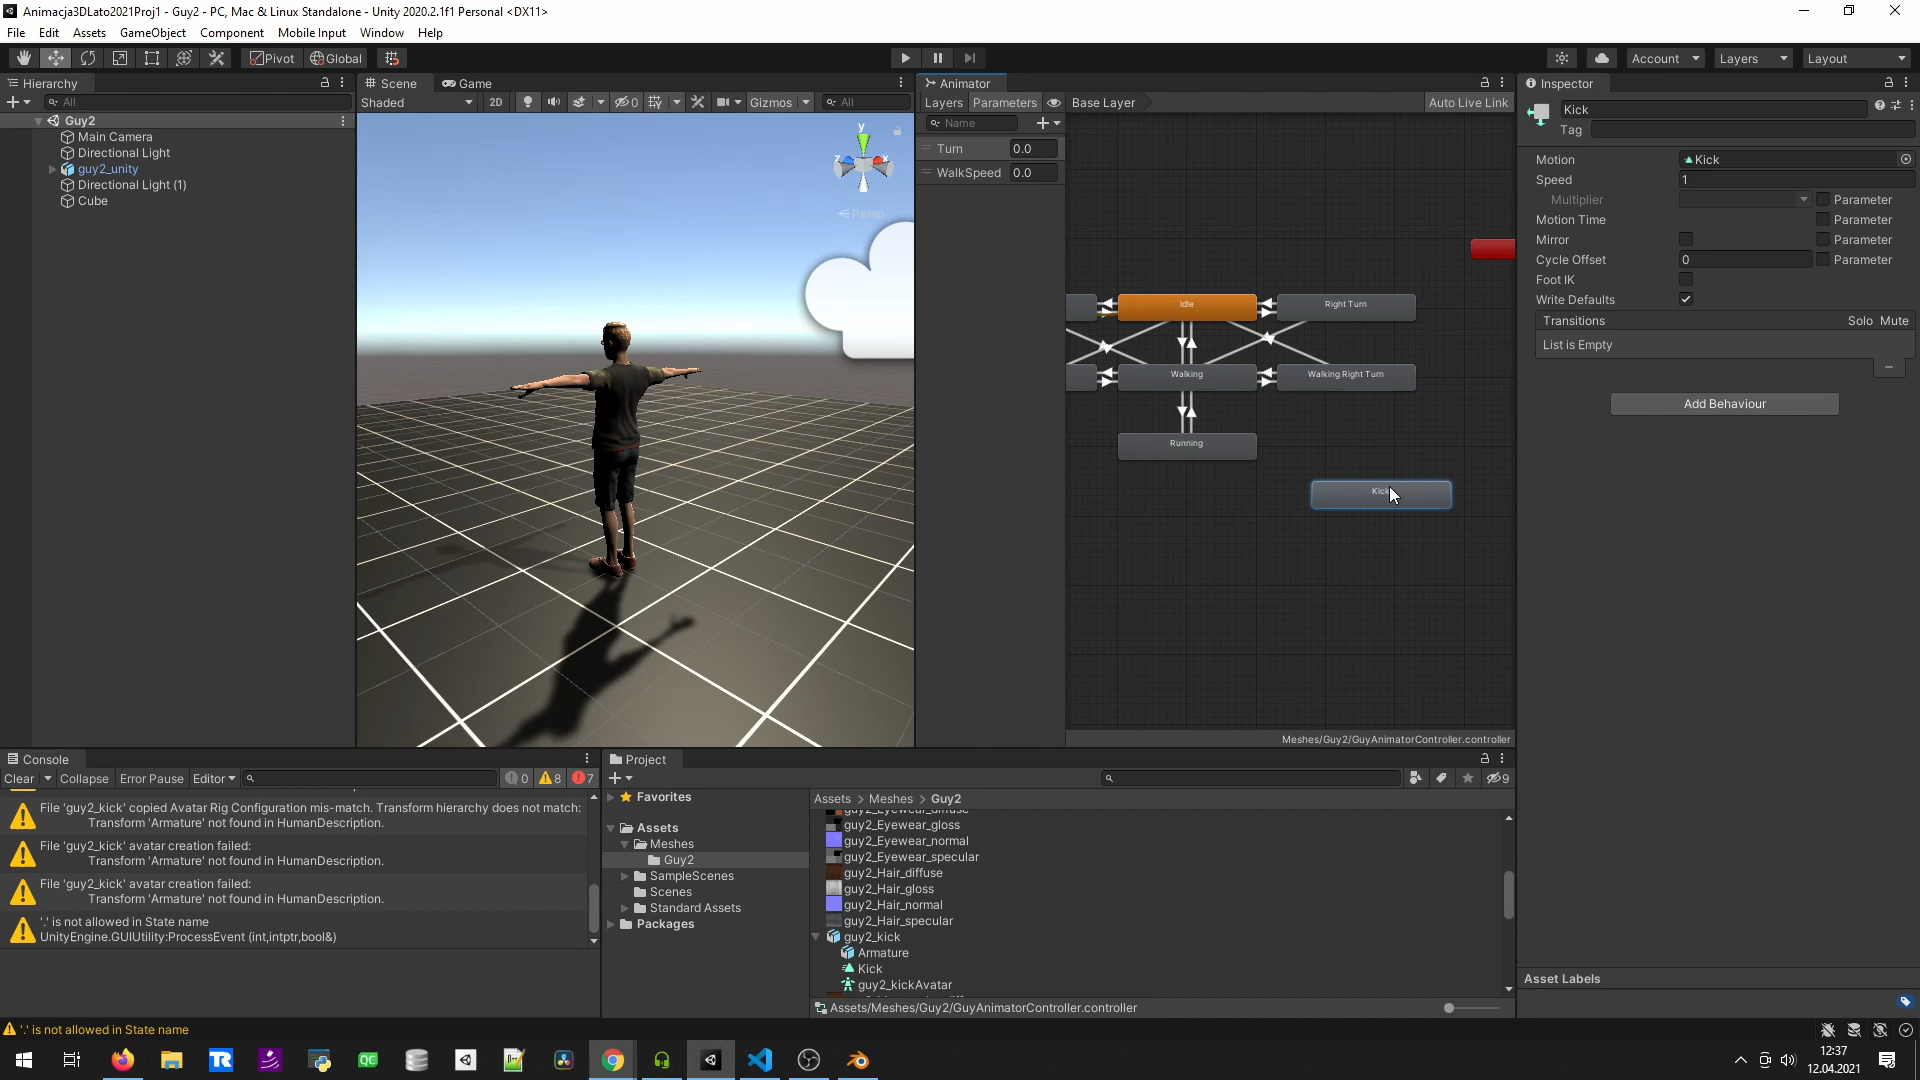 Animacja3DLato2021Proj1 - Guy2 - PC, Mac & Linux Standalone - Unity 2020.2.1f1 Personal <DX11>
File Edit Assets GameObject Component Mobile Input Window Help
Pivot Global Account Layers Layout
Hierarchy
All
Guy2
Main Camera
Directional Light
guy2_unity
Directional Light (1)
Cube
Scene Game
Shaded 2D 0 Gizmos All
y
z x
Persp
Animator
Layers Parameters Base Layer Auto Live Link
Name
Turn 0.0
WalkSpeed 0.0
Idle Right Turn
Walking Walking Right Turn
Running
Meshes/Guy2/GuyAnimatorController.controller
Inspector
Kick
Tag
Motion Kick
Speed 1
Multiplier Parameter
Motion Time Parameter
Mirror Parameter
Cycle Offset 0 Parameter
Foot IK
Write Defaults
Transitions Solo Mute
List is Empty
Add Behaviour
Asset Labels
Console
Clear Collapse Error Pause Editor 0 8 7
File 'guy2_kick' copied Avatar Rig Configuration mis-match. Transform hierarchy does not match:
Transform 'Armature' not found in HumanDescription.
File 'guy2_kick' avatar creation failed:
Transform 'Armature' not found in HumanDescription.
File 'guy2_kick' avatar creation failed:
Transform 'Armature' not found in HumanDescription.
'.' is not allowed in State name
UnityEngine.GUIUtility:ProcessEvent (int,intptr,bool&)
Project
9
Favorites
Assets
Meshes
Guy2
SampleScenes
Scenes
Standard Assets
Packages
Assets > Meshes > Guy2
guy2_Eyewear_gloss
guy2_Eyewear_normal
guy2_Eyewear_specular
guy2_Hair_diffuse
guy2_Hair_gloss
guy2_Hair_normal
guy2_Hair_specular
guy2_kick
Armature
Kick
guy2_kickAvatar
Assets/Meshes/Guy2/GuyAnimatorController.controller
'.' is not allowed in State name
TR
QC
12:37
12.04.2021